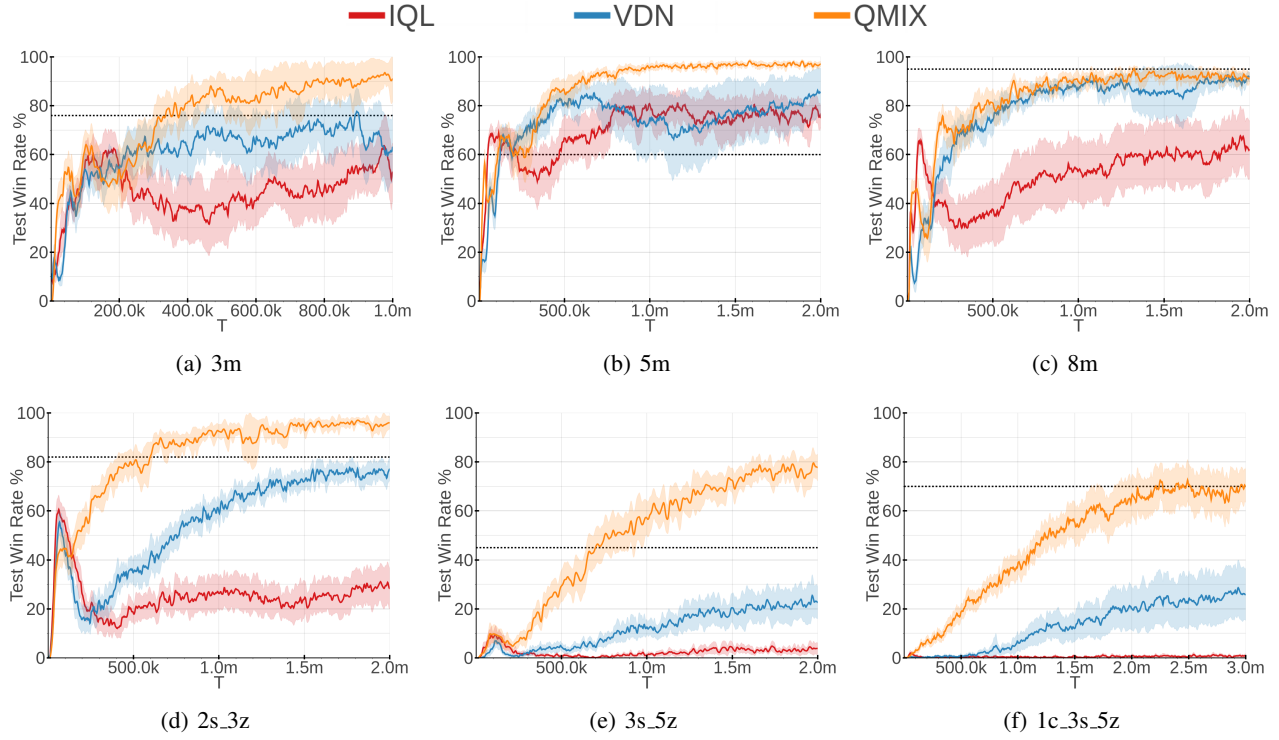 IQL VDN QMIX
Test Win Rate %
100
80
60
40
20
0
200.0k 400.0k 600.0k 800.0k 1.0m
T
(a) 3m
Test Win Rate %
100
80
60
40
20
0
500.0k 1.0m 1.5m 2.0m
T
(b) 5m
Test Win Rate %
100
80
60
40
20
0
500.0k 1.0m 1.5m 2.0m
T
(c) 8m
Test Win Rate %
100
80
60
40
20
0
500.0k 1.0m 1.5m 2.0m
T
(d) 2s_3z
Test Win Rate %
100
80
60
40
20
0
500.0k 1.0m 1.5m 2.0m
T
(e) 3s_5z
Test Win Rate %
100
80
60
40
20
0
500.0k 1.0m 1.5m 2.0m 2.5m 3.0m
T
(f) 1c_3s_5z